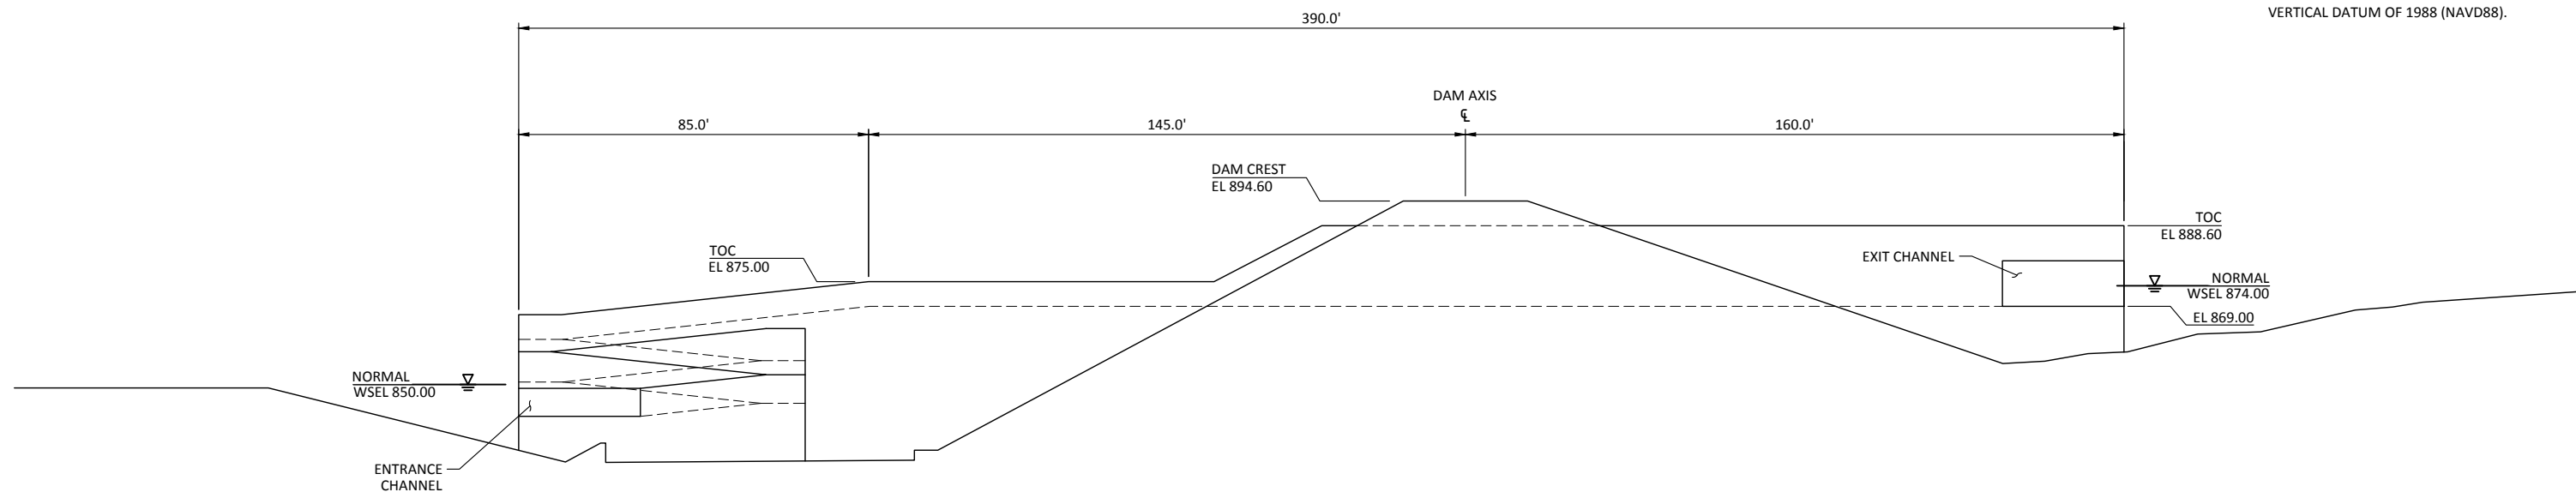 VERTICAL DATUM OF 1988 (NAVD88).
390.0'
DAM AXIS
℄
85.0'
145.0'
160.0'
DAM CREST
EL 894.60
TOC
EL 888.60
TOC
EL 875.00
EXIT CHANNEL
NORMAL
WSEL 874.00
EL 869.00
NORMAL
WSEL 850.00
ENTRANCE
CHANNEL